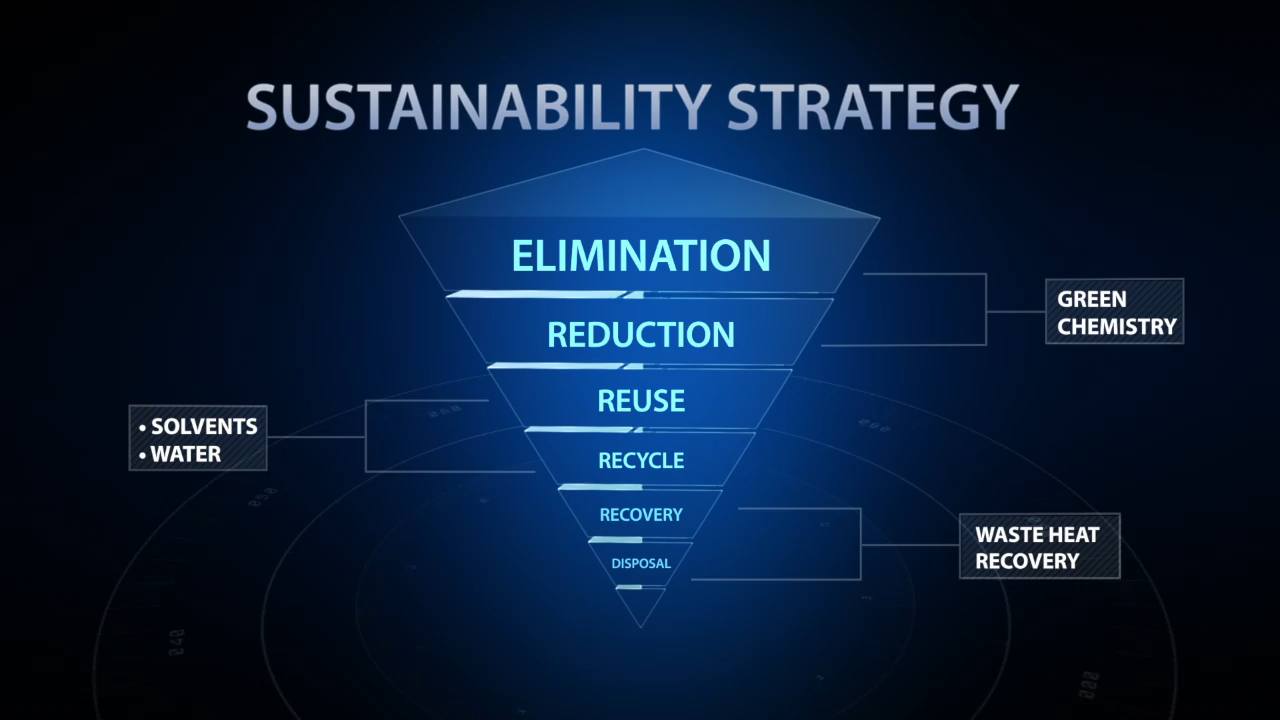 SUSTAINABILITY STRATEGY
ELIMINATION
REDUCTION
GREEN
CHEMISTRY
REUSE
RECYCLE
• SOLVENTS
• WATER
RECOVERY
DISPOSAL
WASTE HEAT
RECOVERY